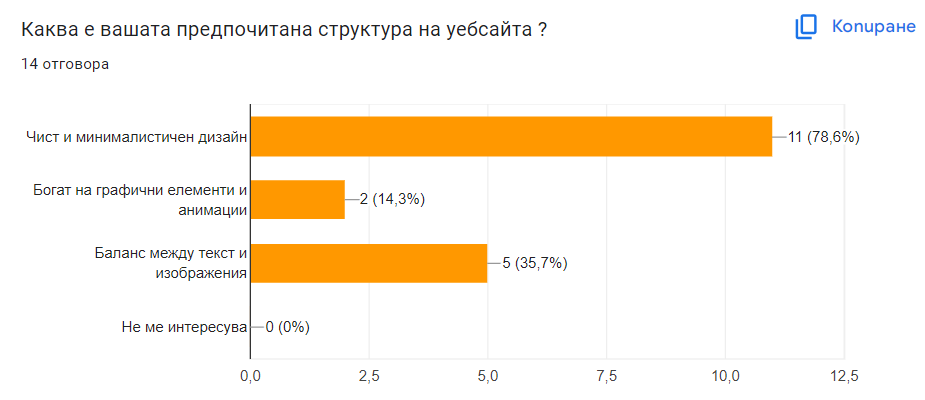 Каква е вашата предпочитана структура на уебсайта ?
Копиране
14 отговора
Чист и минималистичен дизайн
11 (78,6%)
Богат на графични елементи и
анимации
2 (14,3%)
Баланс между текст и
изображения
5 (35,7%)
Не ме интересува
0 (0%)
0,0 2,5 5,0 7,5 10,0 12,5